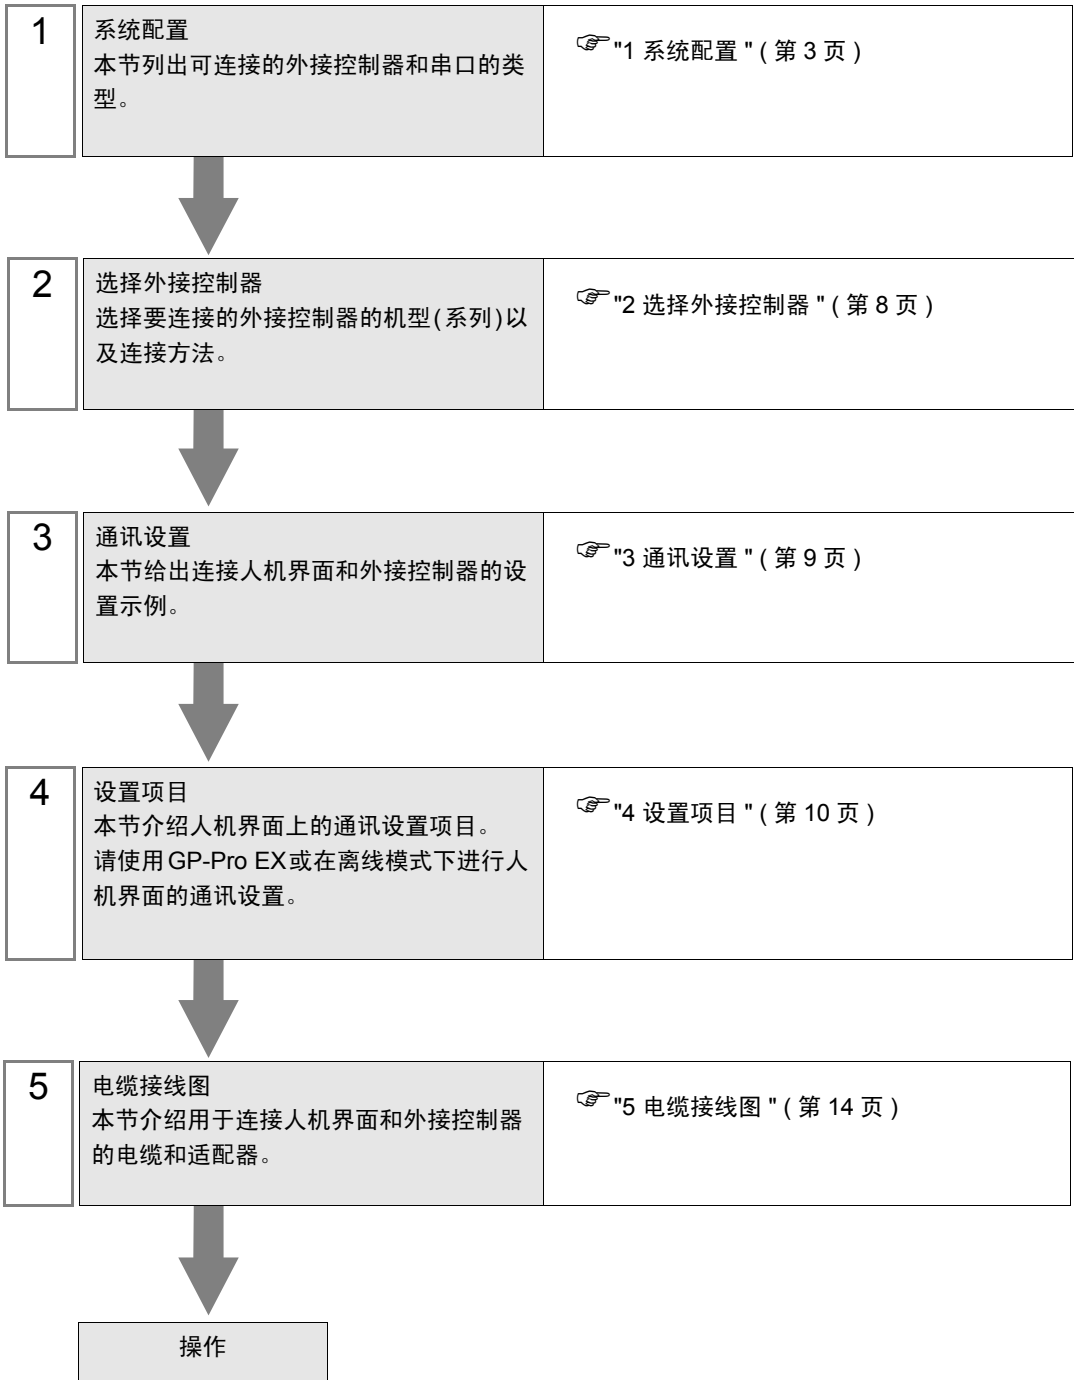 1
系统配置
本节列出可连接的外接控制器和串口的类
型。
"1 系统配置 " ( 第 3 页 )
2
选择外接控制器
选择要连接的外接控制器的机型(系列)以
及连接方法。
"2 选择外接控制器 " ( 第 8 页 )
3
通讯设置
本节给出连接人机界面和外接控制器的设
置示例。
"3 通讯设置 " ( 第 9 页 )
4
设置项目
本节介绍人机界面上的通讯设置项目。
请使用GP-Pro EX或在离线模式下进行人
机界面的通讯设置。
"4 设置项目 " ( 第 10 页 )
5
电缆接线图
本节介绍用于连接人机界面和外接控制器
的电缆和适配器。
"5 电缆接线图 " ( 第 14 页 )
操作